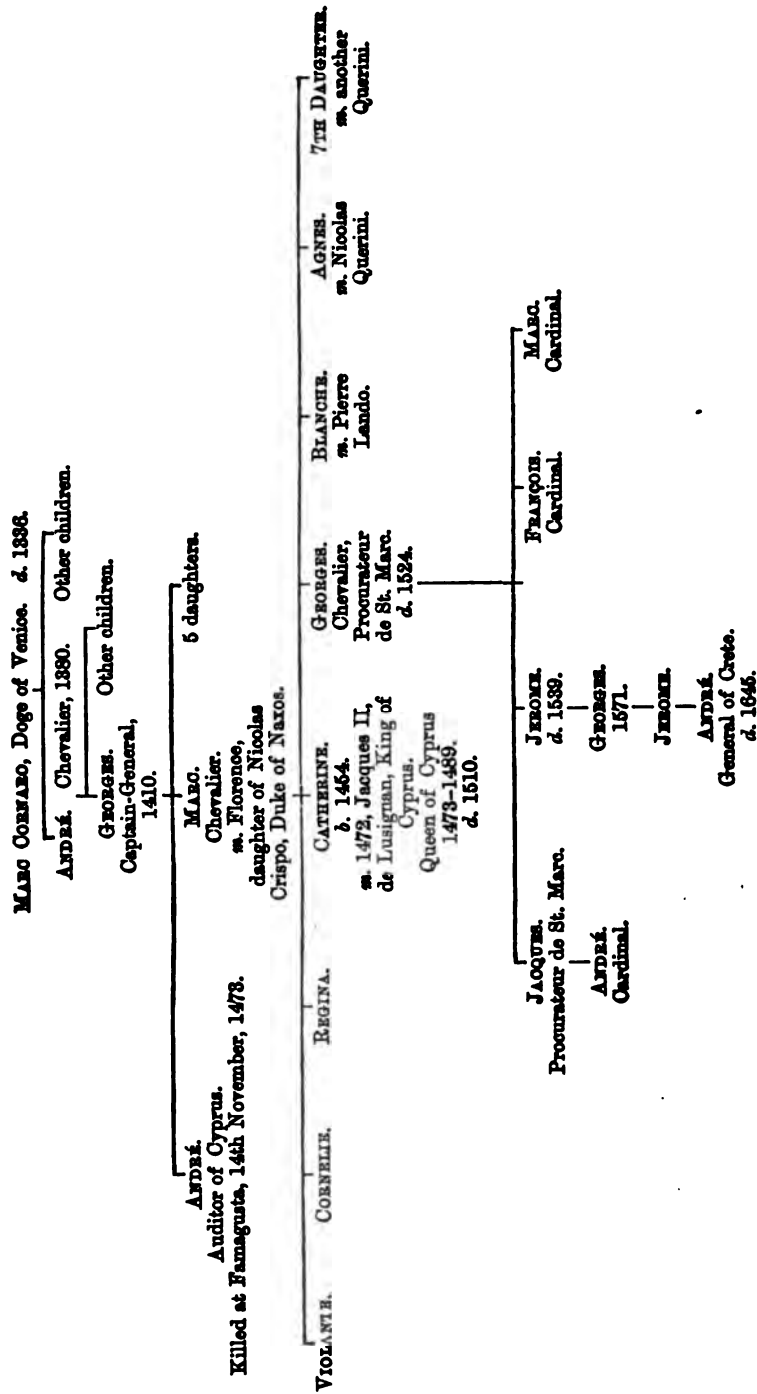 MARC CORNARO, Doge of Venice. d. 1336.
ANDRÉ. Chevalier, 1380.
Other children.
GEORGES.
Captain-General,
1410.
Other children.
ANDRÉ.
Auditor of Cyprus.
Killed at Famagusta, 14th November, 1473.
MARC.
Chevalier.
m. Florence,
daughter of Nicolas
Crispo, Duke of Naxos.
5 daughters.
VIOLANTE.
CORNELIE.
REGINA.
CATHERINE.
b. 1454.
m. 1472, Jacques II,
de Lusignan, King of
Cyprus.
Queen of Cyprus
1473–1489.
d. 1510.
GEORGES.
Chevalier,
Procurateur
de St. Marc.
d. 1524.
BLANCHE.
m. Pierre
Lando.
AGNES.
m. Nicolas
Querini.
7TH DAUGHTER.
m. another
Querini.
JACQUES.
Procurateur de St. Marc.
ANDRÉ.
Cardinal.
JEROME.
d. 1539.
GEORGES.
1571.
JEROME.
ANDRÉ.
General of Crete.
d. 1645.
FRANÇOIS.
Cardinal.
MARC.
Cardinal.